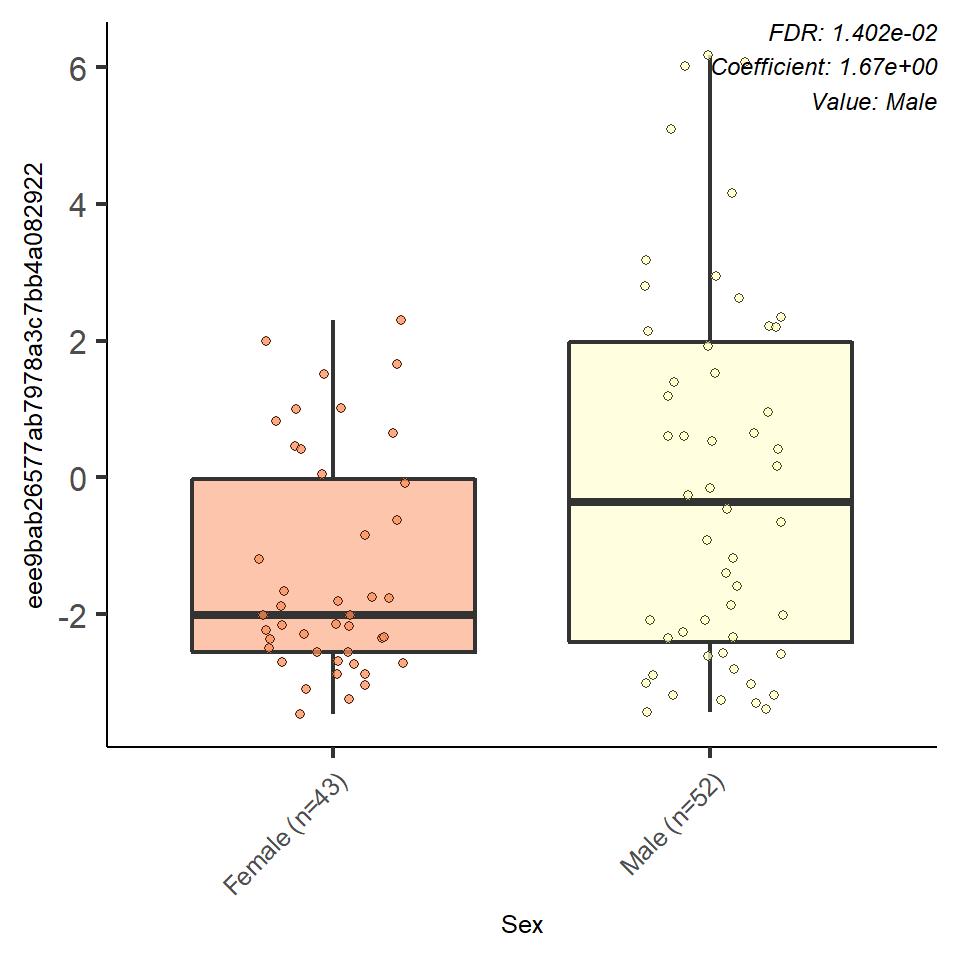 FDR: 1.402e-02
Coefficient: 1.67e+00
Value: Male
eee9bab26577ab7978a3c7bb4a082922
6
4
2
0
-2
Female (n=43)
Male (n=52)
Sex